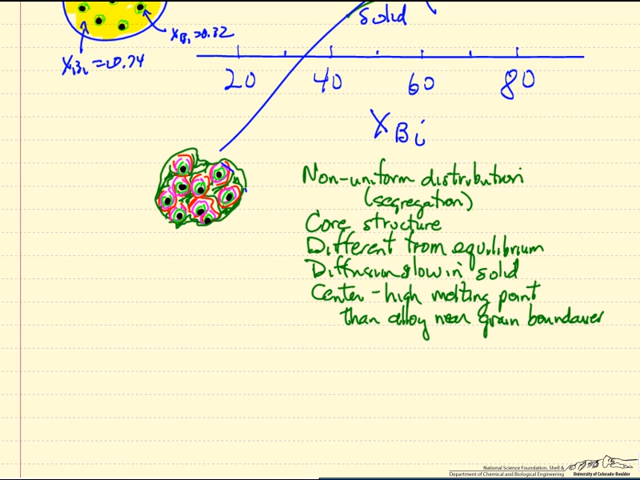 X_Bi = 0.32
X_Bi = 0.74
solid
20 40 60 80
X_Bi
Non-uniform distribution
(segregation)
Core structure
Different from equilibrium
Diffusion slow in solid
Center - high melting point
than alloy near grain boundaries
National Science Foundation, Shell &
Department of Chemical and Biological Engineering
University of Colorado Boulder